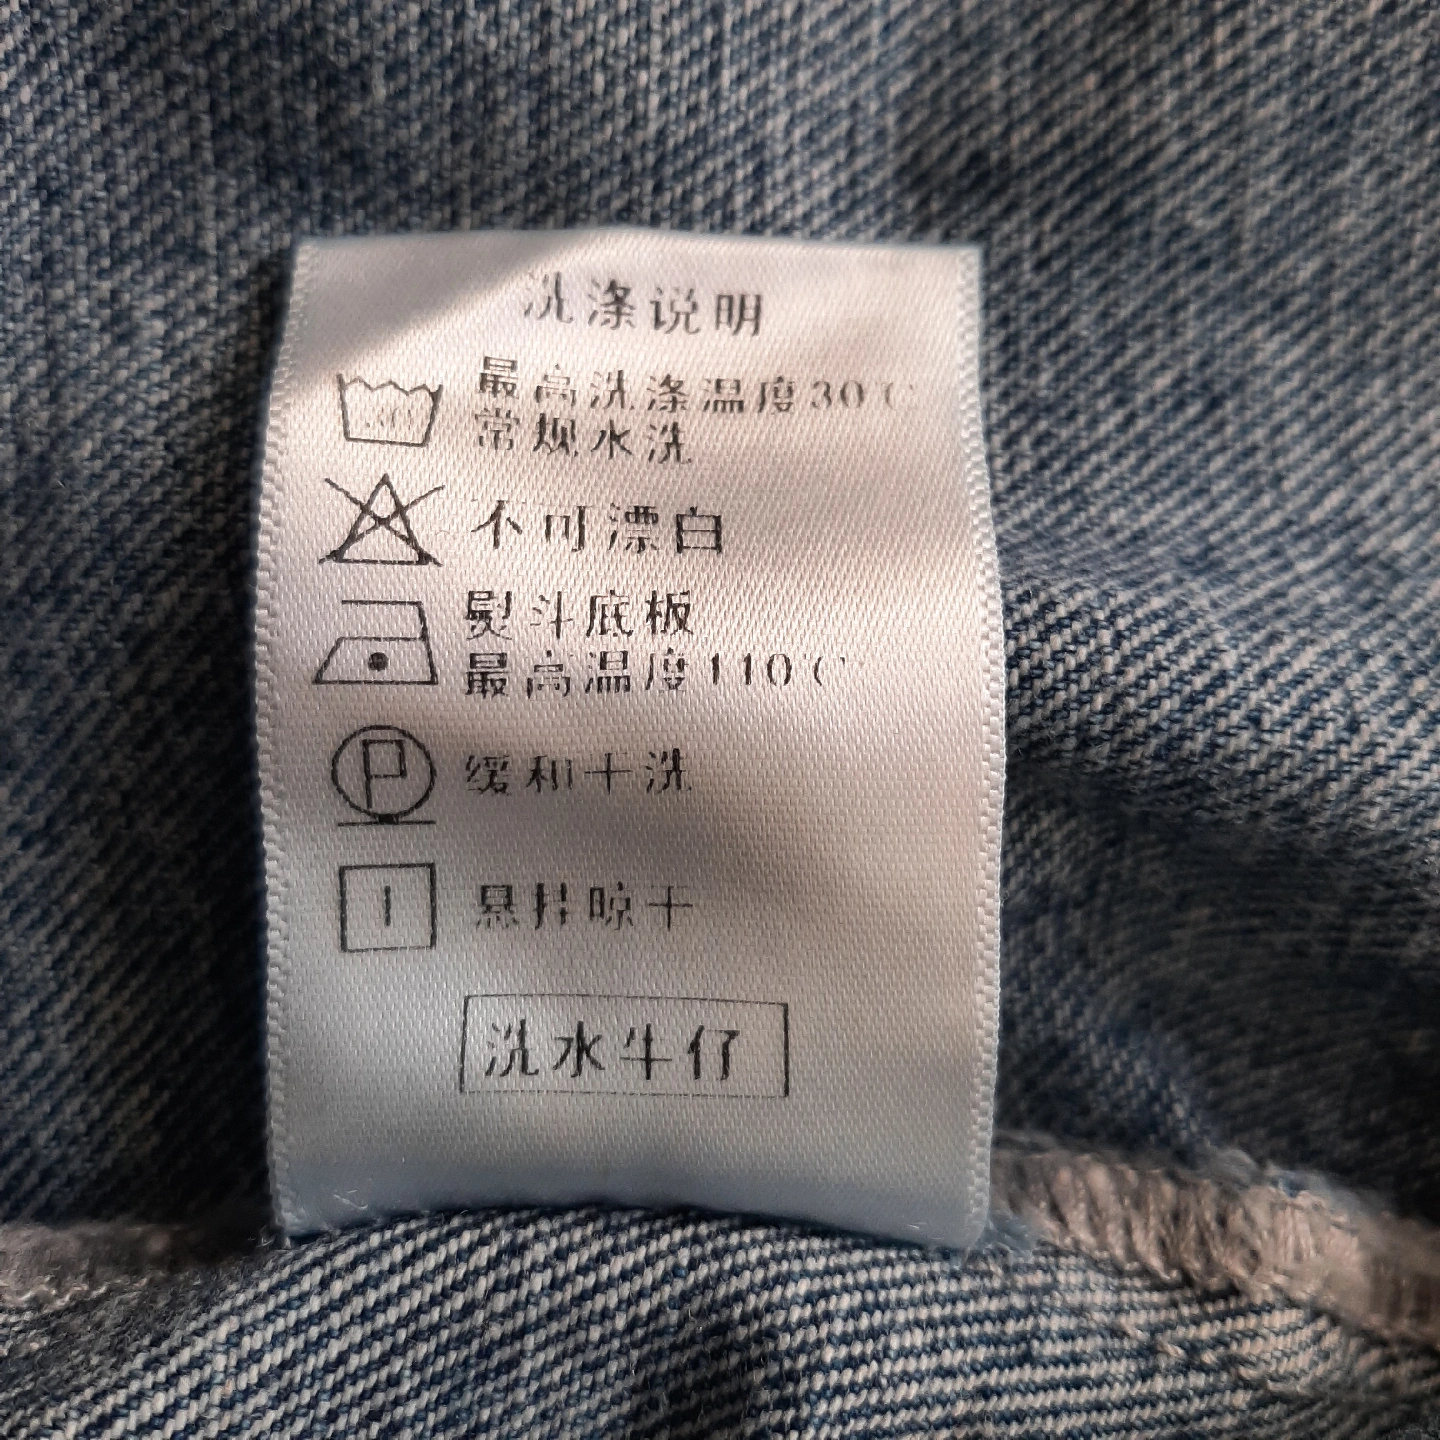 洗涤说明
30
最高洗涤温度30℃
常规水洗
不可漂白
熨斗底板
最高温度110℃
P
缓和干洗
悬挂晾干
洗水牛仔